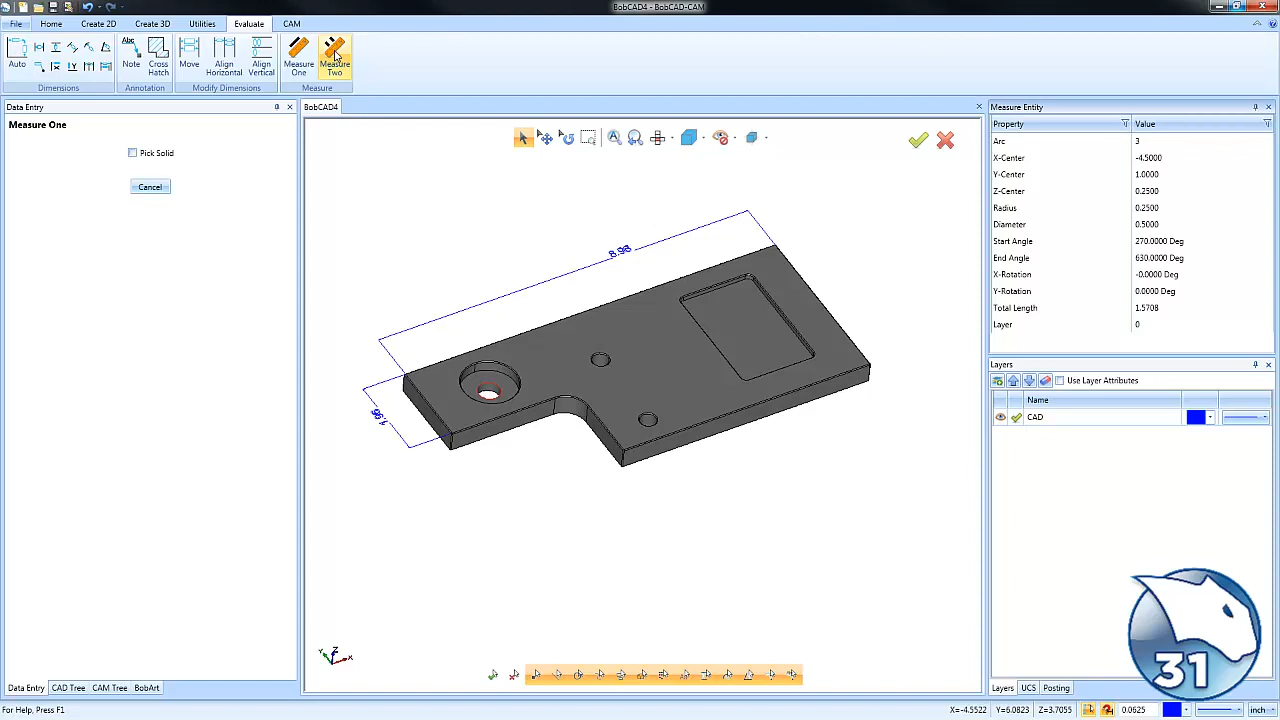 BobCAD4 - BobCAD-CAM
File Home Create 2D Create 3D Utilities Evaluate CAM
Auto
Abc
Note
Cross Hatch
Move
Align Horizontal
Align Vertical
Measure One
Measure Two
Dimensions Annotation Modify Dimensions Measure
Data Entry
BobCAD4
Measure Entity
Measure One
Pick Solid
Cancel
Property Value
Arc 3
X-Center -4.5000
Y-Center 1.0000
Z-Center 0.2500
Radius 0.2500
Diameter 0.5000
Start Angle 270.0000 Deg
End Angle 630.0000 Deg
X-Rotation -0.0000 Deg
Y-Rotation 0.0000 Deg
Total Length 1.5708
Layer 0
8.98
Layers
Use Layer Attributes
Name
CAD
Z
Y
X
31
Data Entry CAD Tree CAM Tree BobArt
Layers UCS Posting
For Help, Press F1
X=-4.5522 Y=6.0823 Z=3.7055 0.0625 inch